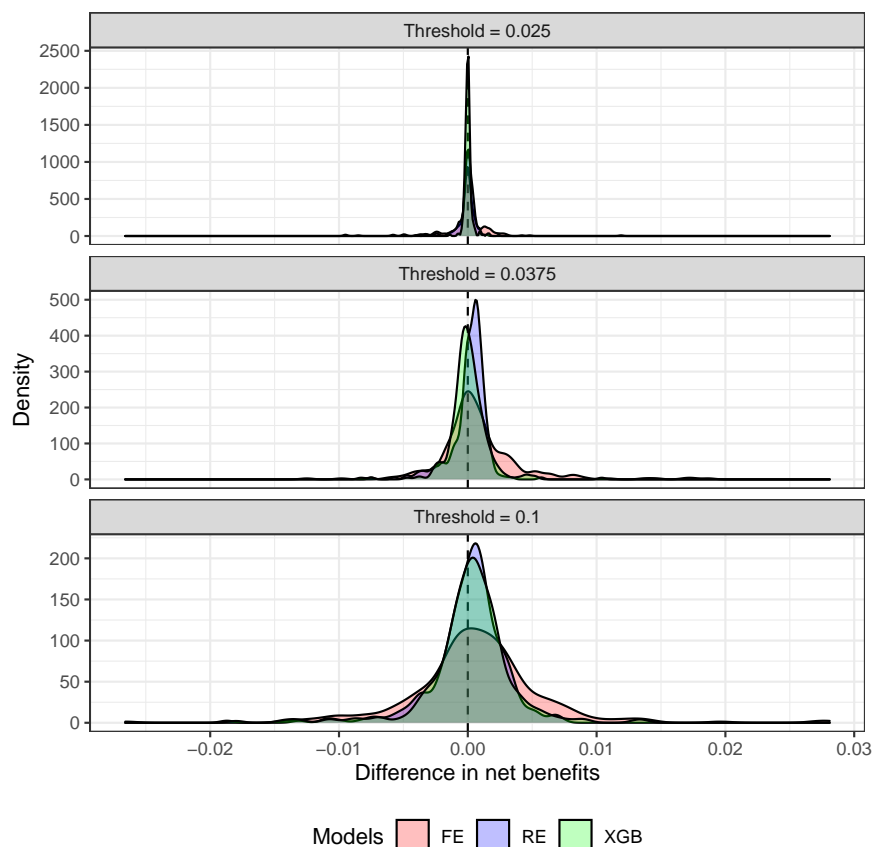 Threshold = 0.025
2500
2000
1500
1000
500
0
Threshold = 0.0375
500
400
300
200
100
0
Density
Threshold = 0.1
200
150
100
50
0
−0.02 −0.01 0.00 0.01 0.02 0.03
Difference in net benefits
Models FE RE XGB